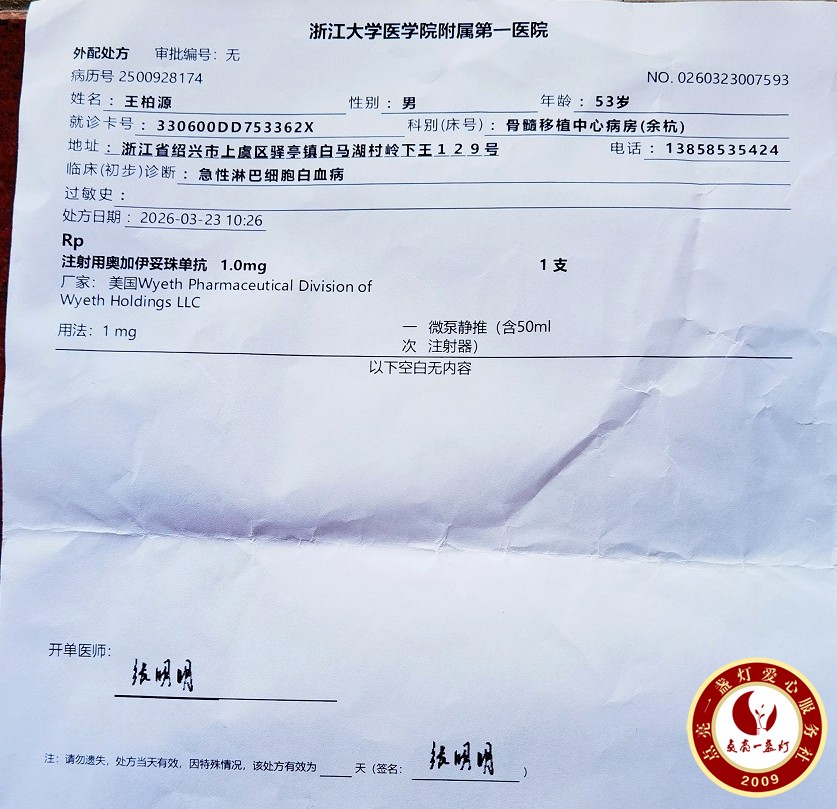 浙江大学医学院附属第一医院
外配处方 审批编号：无
病历号 2500928174 NO. 0260323007593
姓名：王柏源 性别：男 年龄：53岁
就诊卡号：330600DD753362X 科别(床号)：骨髓移植中心病房(余杭)
地址：浙江省绍兴市上虞区驿亭镇白马湖村岭下王１２９号 电话：13858535424
临床(初步)诊断：急性淋巴细胞白血病
过敏史：
处方日期：2026-03-23 10:26
Rp
注射用奥加伊妥珠单抗 1.0mg 1 支
厂家： 美国Wyeth Pharmaceutical Division of
Wyeth Holdings LLC
用法：1 mg 一 微泵静推（含50ml
次 注射器）
以下空白无内容
开单医师：
张明明
注：请勿遗失，处方当天有效，因特殊情况，该处方有效为____天（签名：张明明）
点亮一盏灯爱心服务社
点亮一盏灯
2009